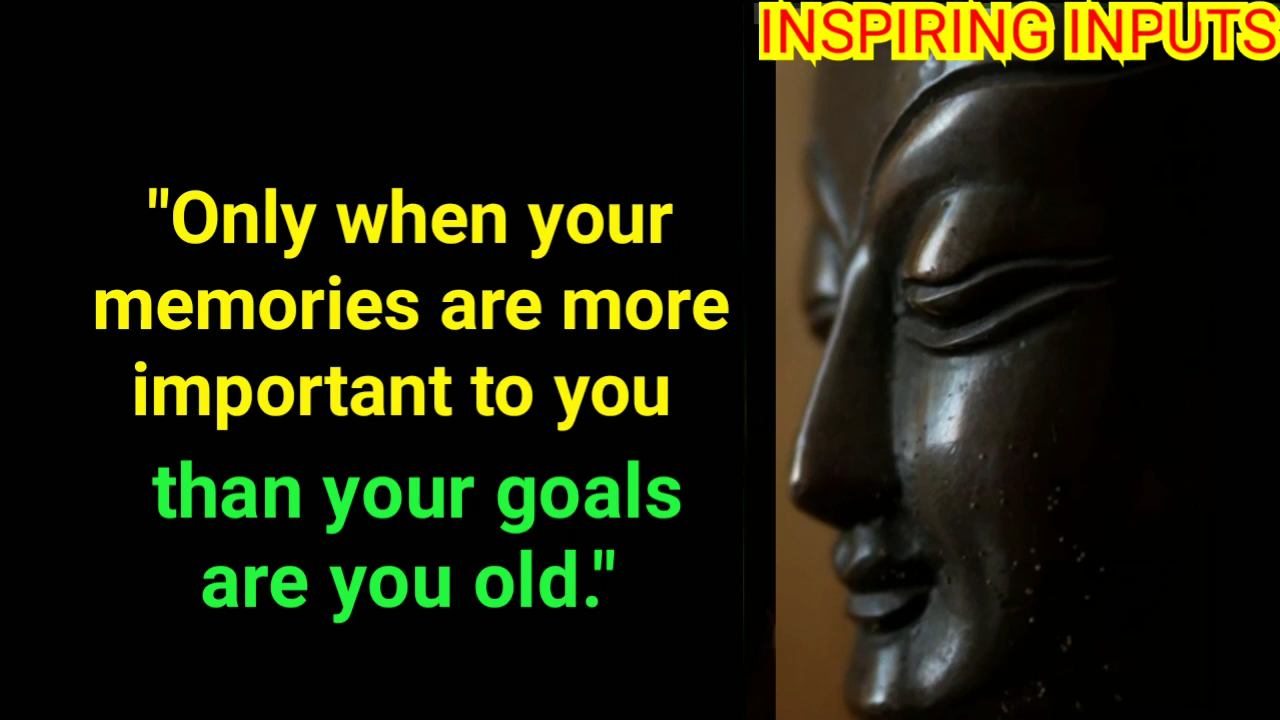 INSPIRING INPUTS
"Only when your
memories are more
important to you
than your goals
are you old."